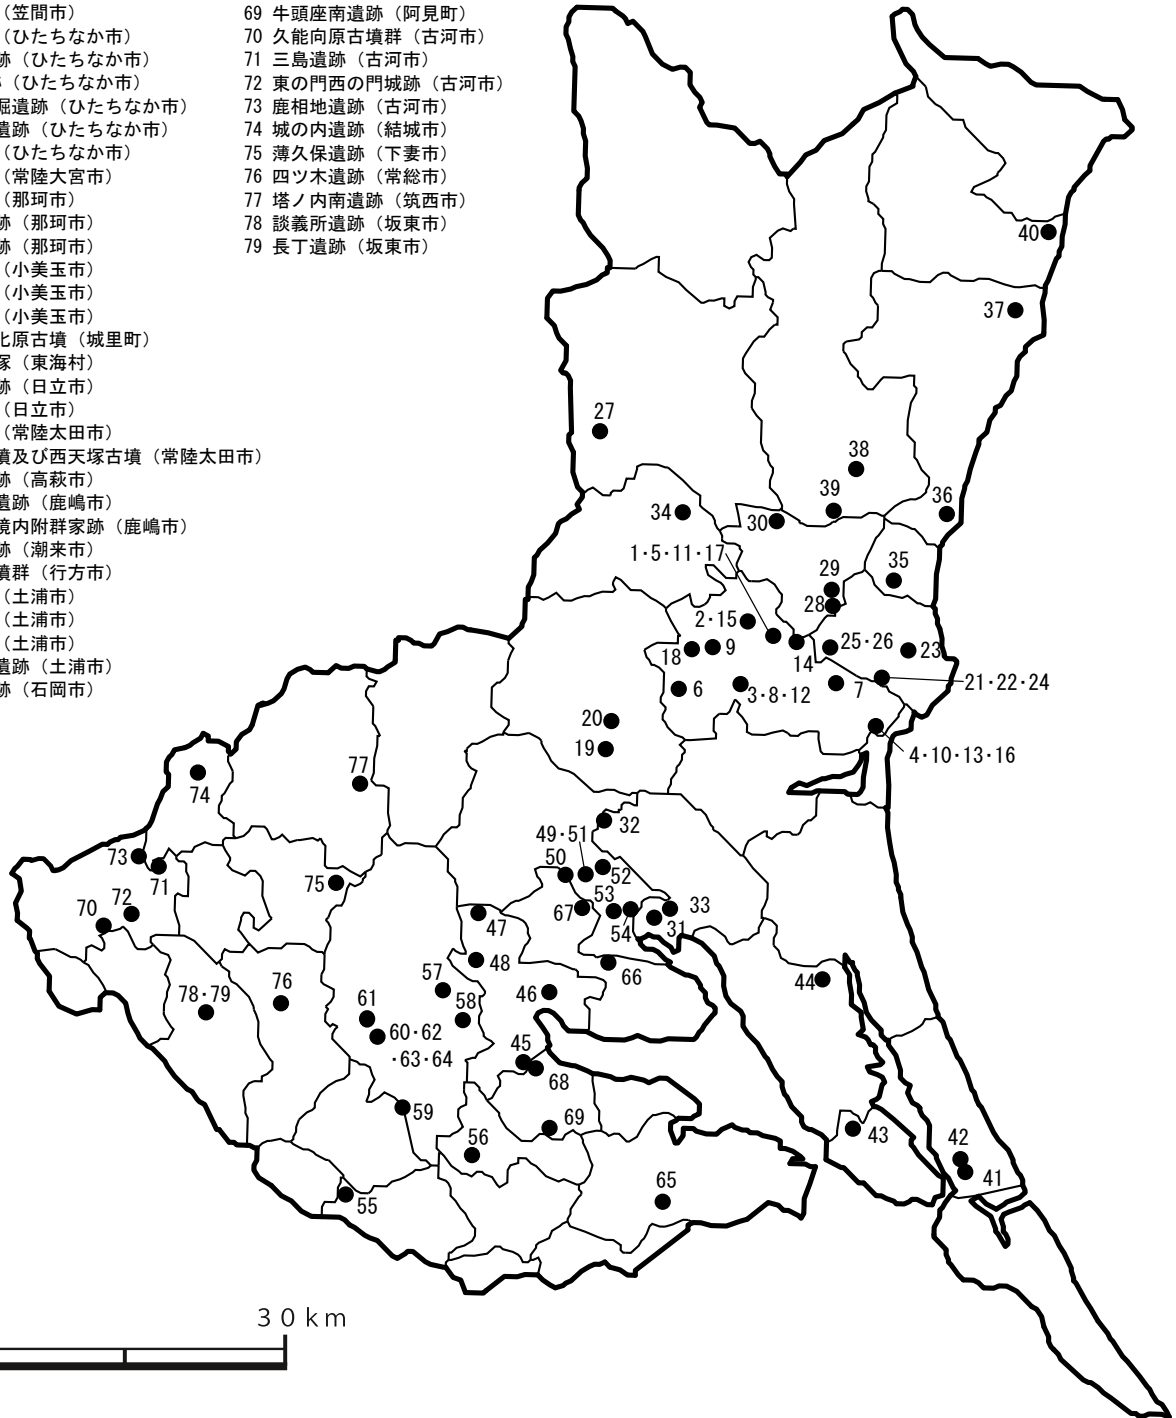 （笠間市）
（ひたちなか市）
跡（ひたちなか市）
（ひたちなか市）
堀遺跡（ひたちなか市）
遺跡（ひたちなか市）
（ひたちなか市）
（常陸大宮市）
（那珂市）
跡（那珂市）
跡（那珂市）
（小美玉市）
（小美玉市）
（小美玉市）
北原古墳（城里町）
塚（東海村）
跡（日立市）
（日立市）
（常陸太田市）
墳及び西天塚古墳（常陸太田市）
跡（高萩市）
遺跡（鹿嶋市）
境内附群家跡（鹿嶋市）
跡（潮来市）
墳群（行方市）
（土浦市）
（土浦市）
（土浦市）
遺跡（土浦市）
跡（石岡市）
69 牛頭座南遺跡（阿見町）
70 久能向原古墳群（古河市）
71 三島遺跡（古河市）
72 東の門西の門城跡（古河市）
73 鹿相地遺跡（古河市）
74 城の内遺跡（結城市）
75 薄久保遺跡（下妻市）
76 四ツ木遺跡（常総市）
77 塔ノ内南遺跡（筑西市）
78 談義所遺跡（坂東市）
79 長丁遺跡（坂東市）
40
37
27
38
39
36
34
30
1・5・11・17
35
29
28
2・15
18
9
14
25・26
23
6
3・8・12
7
21・22・24
20
19
4・10・13・16
77
74
32
49・51
73
71
50
52
75
53
67
33
72
70
47
54
31
48
66
57
44
76
78・79
46
61
58
60・62
・63・64
45
68
59
69
43
56
42
41
65
55
30km